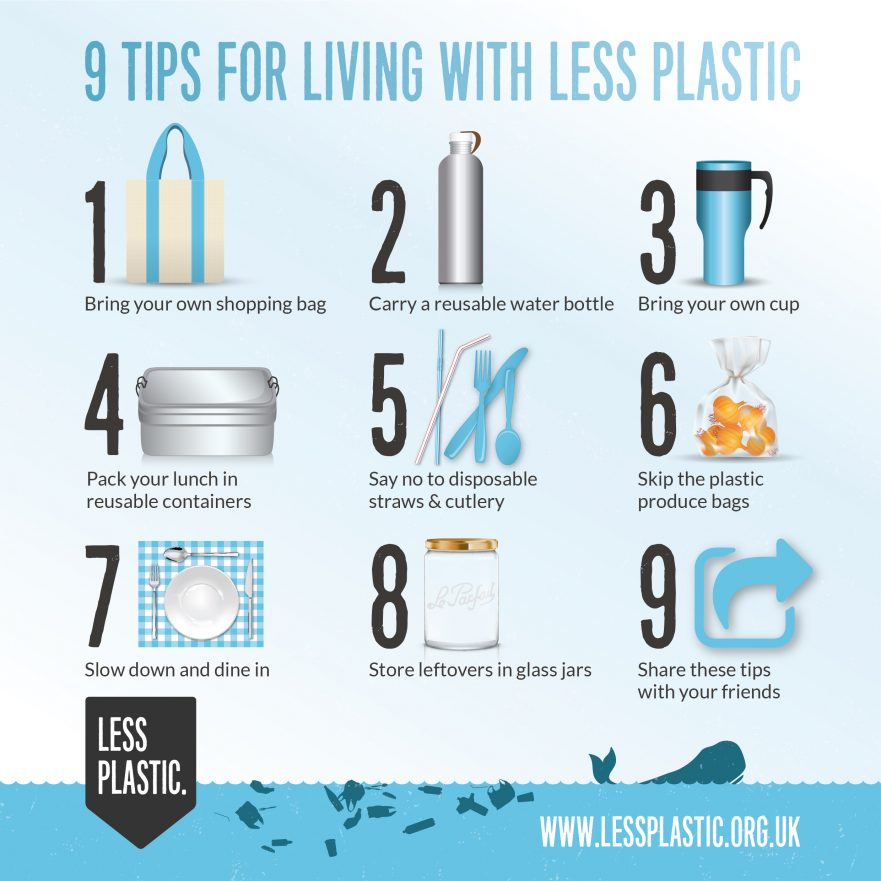 9 TIPS FOR LIVING WITH LESS PLASTIC
1
Bring your own shopping bag
2
Carry a reusable water bottle
3
Bring your own cup
4
Pack your lunch in
reusable containers
5
Say no to disposable
straws & cutlery
6
Skip the plastic
produce bags
7
Slow down and dine in
8
Le Parfait
Store leftovers in glass jars
9
Share these tips
with your friends
LESS
PLASTIC.
WWW.LESSPLASTIC.ORG.UK